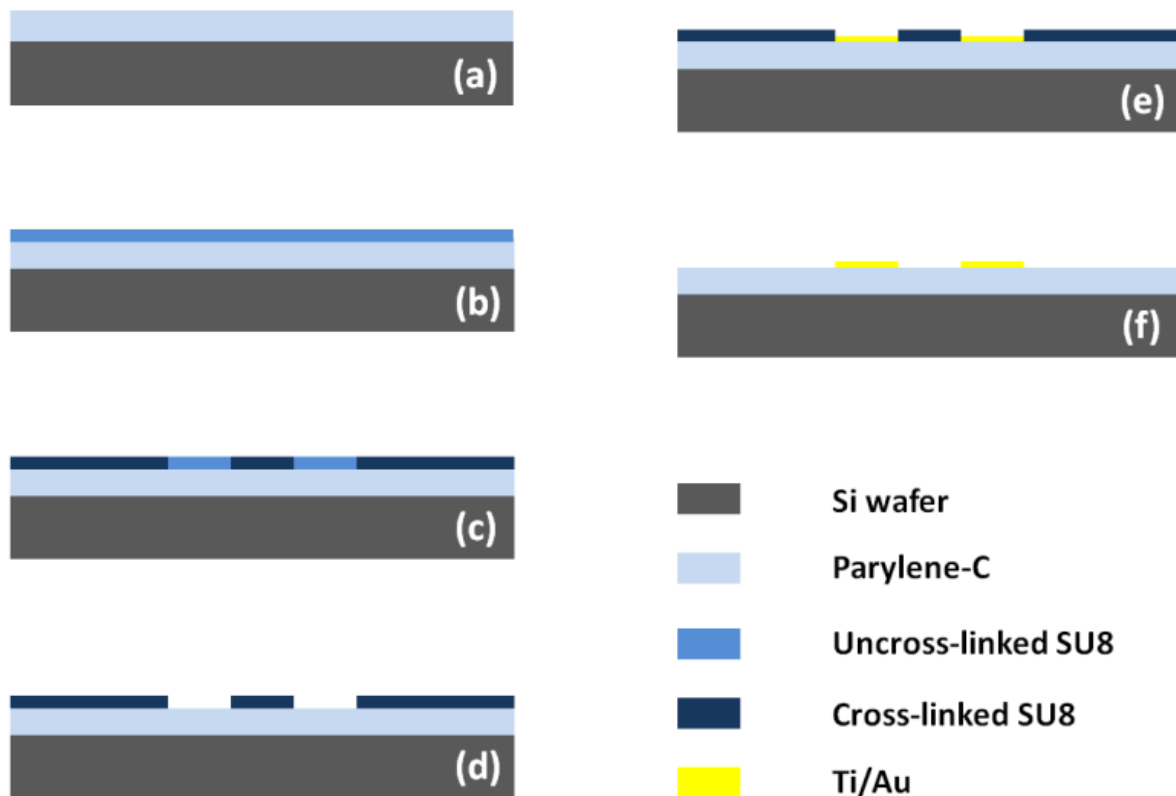 (a)
(b)
(c)
(d)
(e)
(f)
Si wafer
Parylene-C
Uncross-linked SU8
Cross-linked SU8
Ti/Au